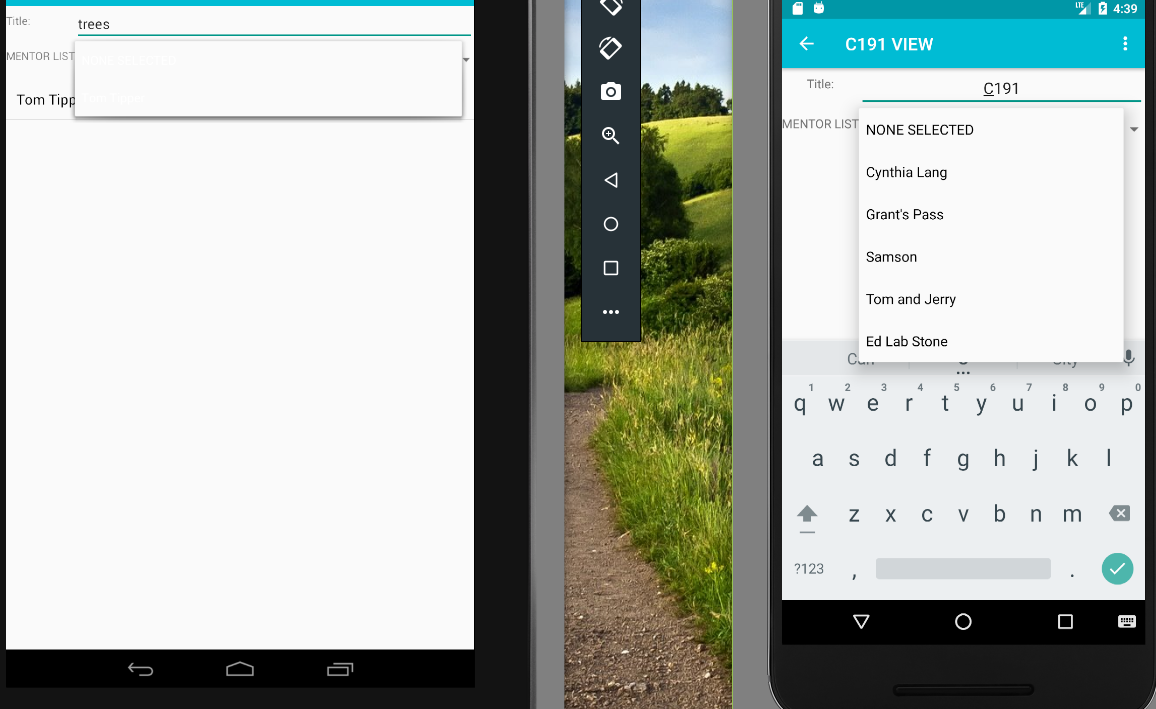 Title:
trees
MENTOR LIST
NONE SELECTED
Tom Tipp
LTE
4:39
C191 VIEW
Title:
C191
MENTOR LIST
NONE SELECTED
Cynthia Lang
Grant's Pass
Samson
Tom and Jerry
Ed Lab Stone
1 2 3 4 5 6 7 8 9 0
q w e r t y u i o p
a s d f g h j k l
z x c v b n m
?123 , .